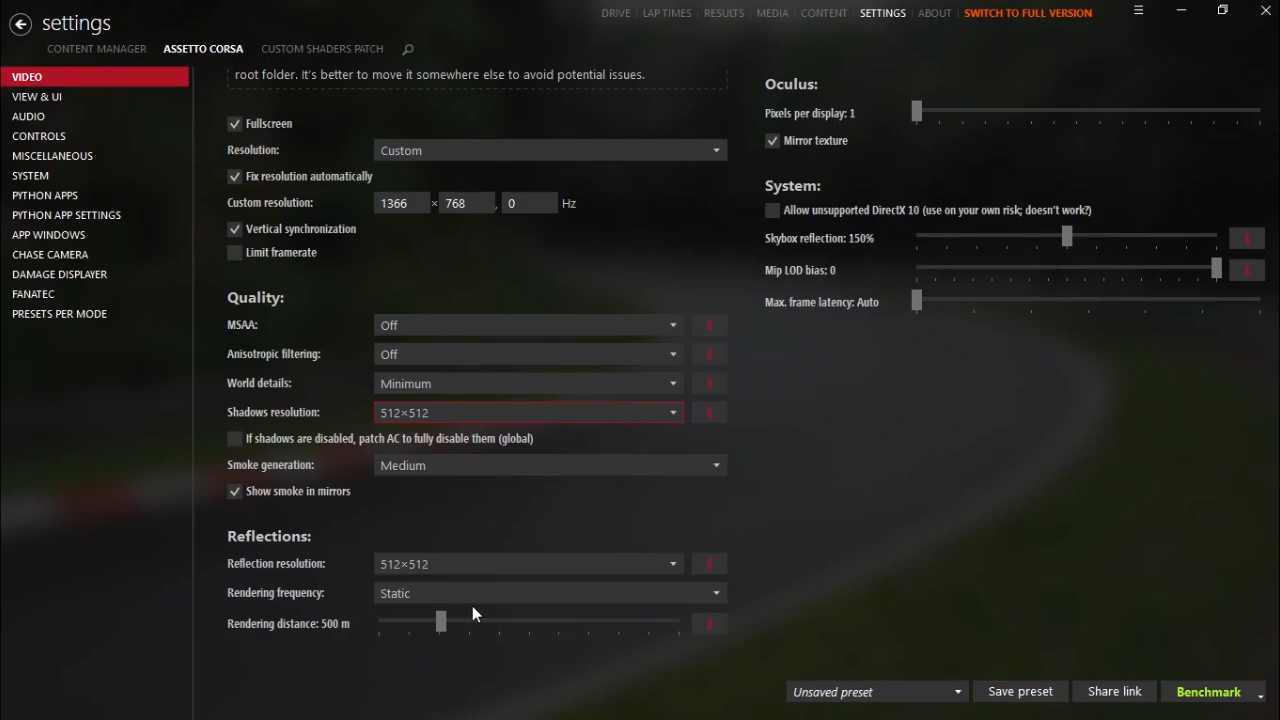 settings
DRIVE | LAP TIMES | RESULTS | MEDIA | CONTENT | SETTINGS | ABOUT | SWITCH TO FULL VERSION
CONTENT MANAGER ASSETTO CORSA CUSTOM SHADERS PATCH
VIDEO
VIEW & UI
AUDIO
CONTROLS
MISCELLANEOUS
SYSTEM
PYTHON APPS
PYTHON APP SETTINGS
APP WINDOWS
CHASE CAMERA
DAMAGE DISPLAYER
FANATEC
PRESETS PER MODE
root folder. It's better to move it somewhere else to avoid potential issues.
Fullscreen
Resolution: Custom
Fix resolution automatically
Custom resolution: 1366 × 768, 0 Hz
Vertical synchronization
Limit framerate
Quality:
MSAA: Off
Anisotropic filtering: Off
World details: Minimum
Shadows resolution: 512×512
If shadows are disabled, patch AC to fully disable them (global)
Smoke generation: Medium
Show smoke in mirrors
Reflections:
Reflection resolution: 512×512
Rendering frequency: Static
Rendering distance: 500 m
Oculus:
Pixels per display: 1
Mirror texture
System:
Allow unsupported DirectX 10 (use on your own risk; doesn't work?)
Skybox reflection: 150%
Mip LOD bias: 0
Max. frame latency: Auto
Unsaved preset Save preset Share link Benchmark